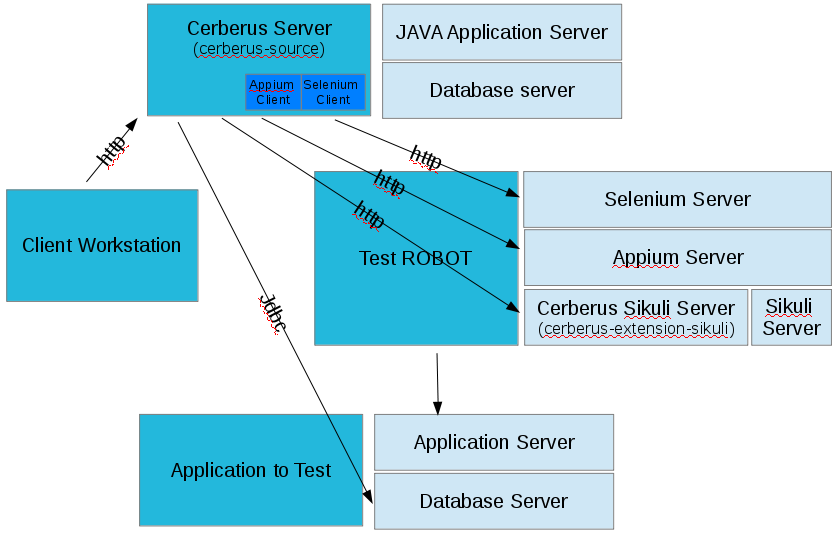 Cerberus Server
(cerberus-source)
Appium
Client
Selenium
Client
JAVA Application Server
Database server
http
Client Workstation
http
http
http
Jdbc
Test ROBOT
Selenium Server
Appium Server
Cerberus Sikuli Server
(cerberus-extension-sikuli)
Sikuli
Server
Application to Test
Application Server
Database Server